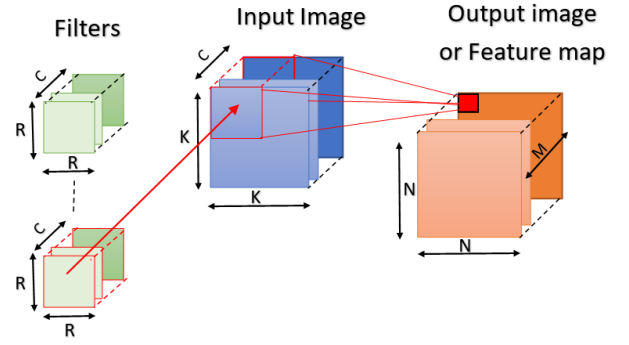 Filters
Input Image
Output image
or Feature map
C
R
R
C
R
R
C
K
K
M
N
N